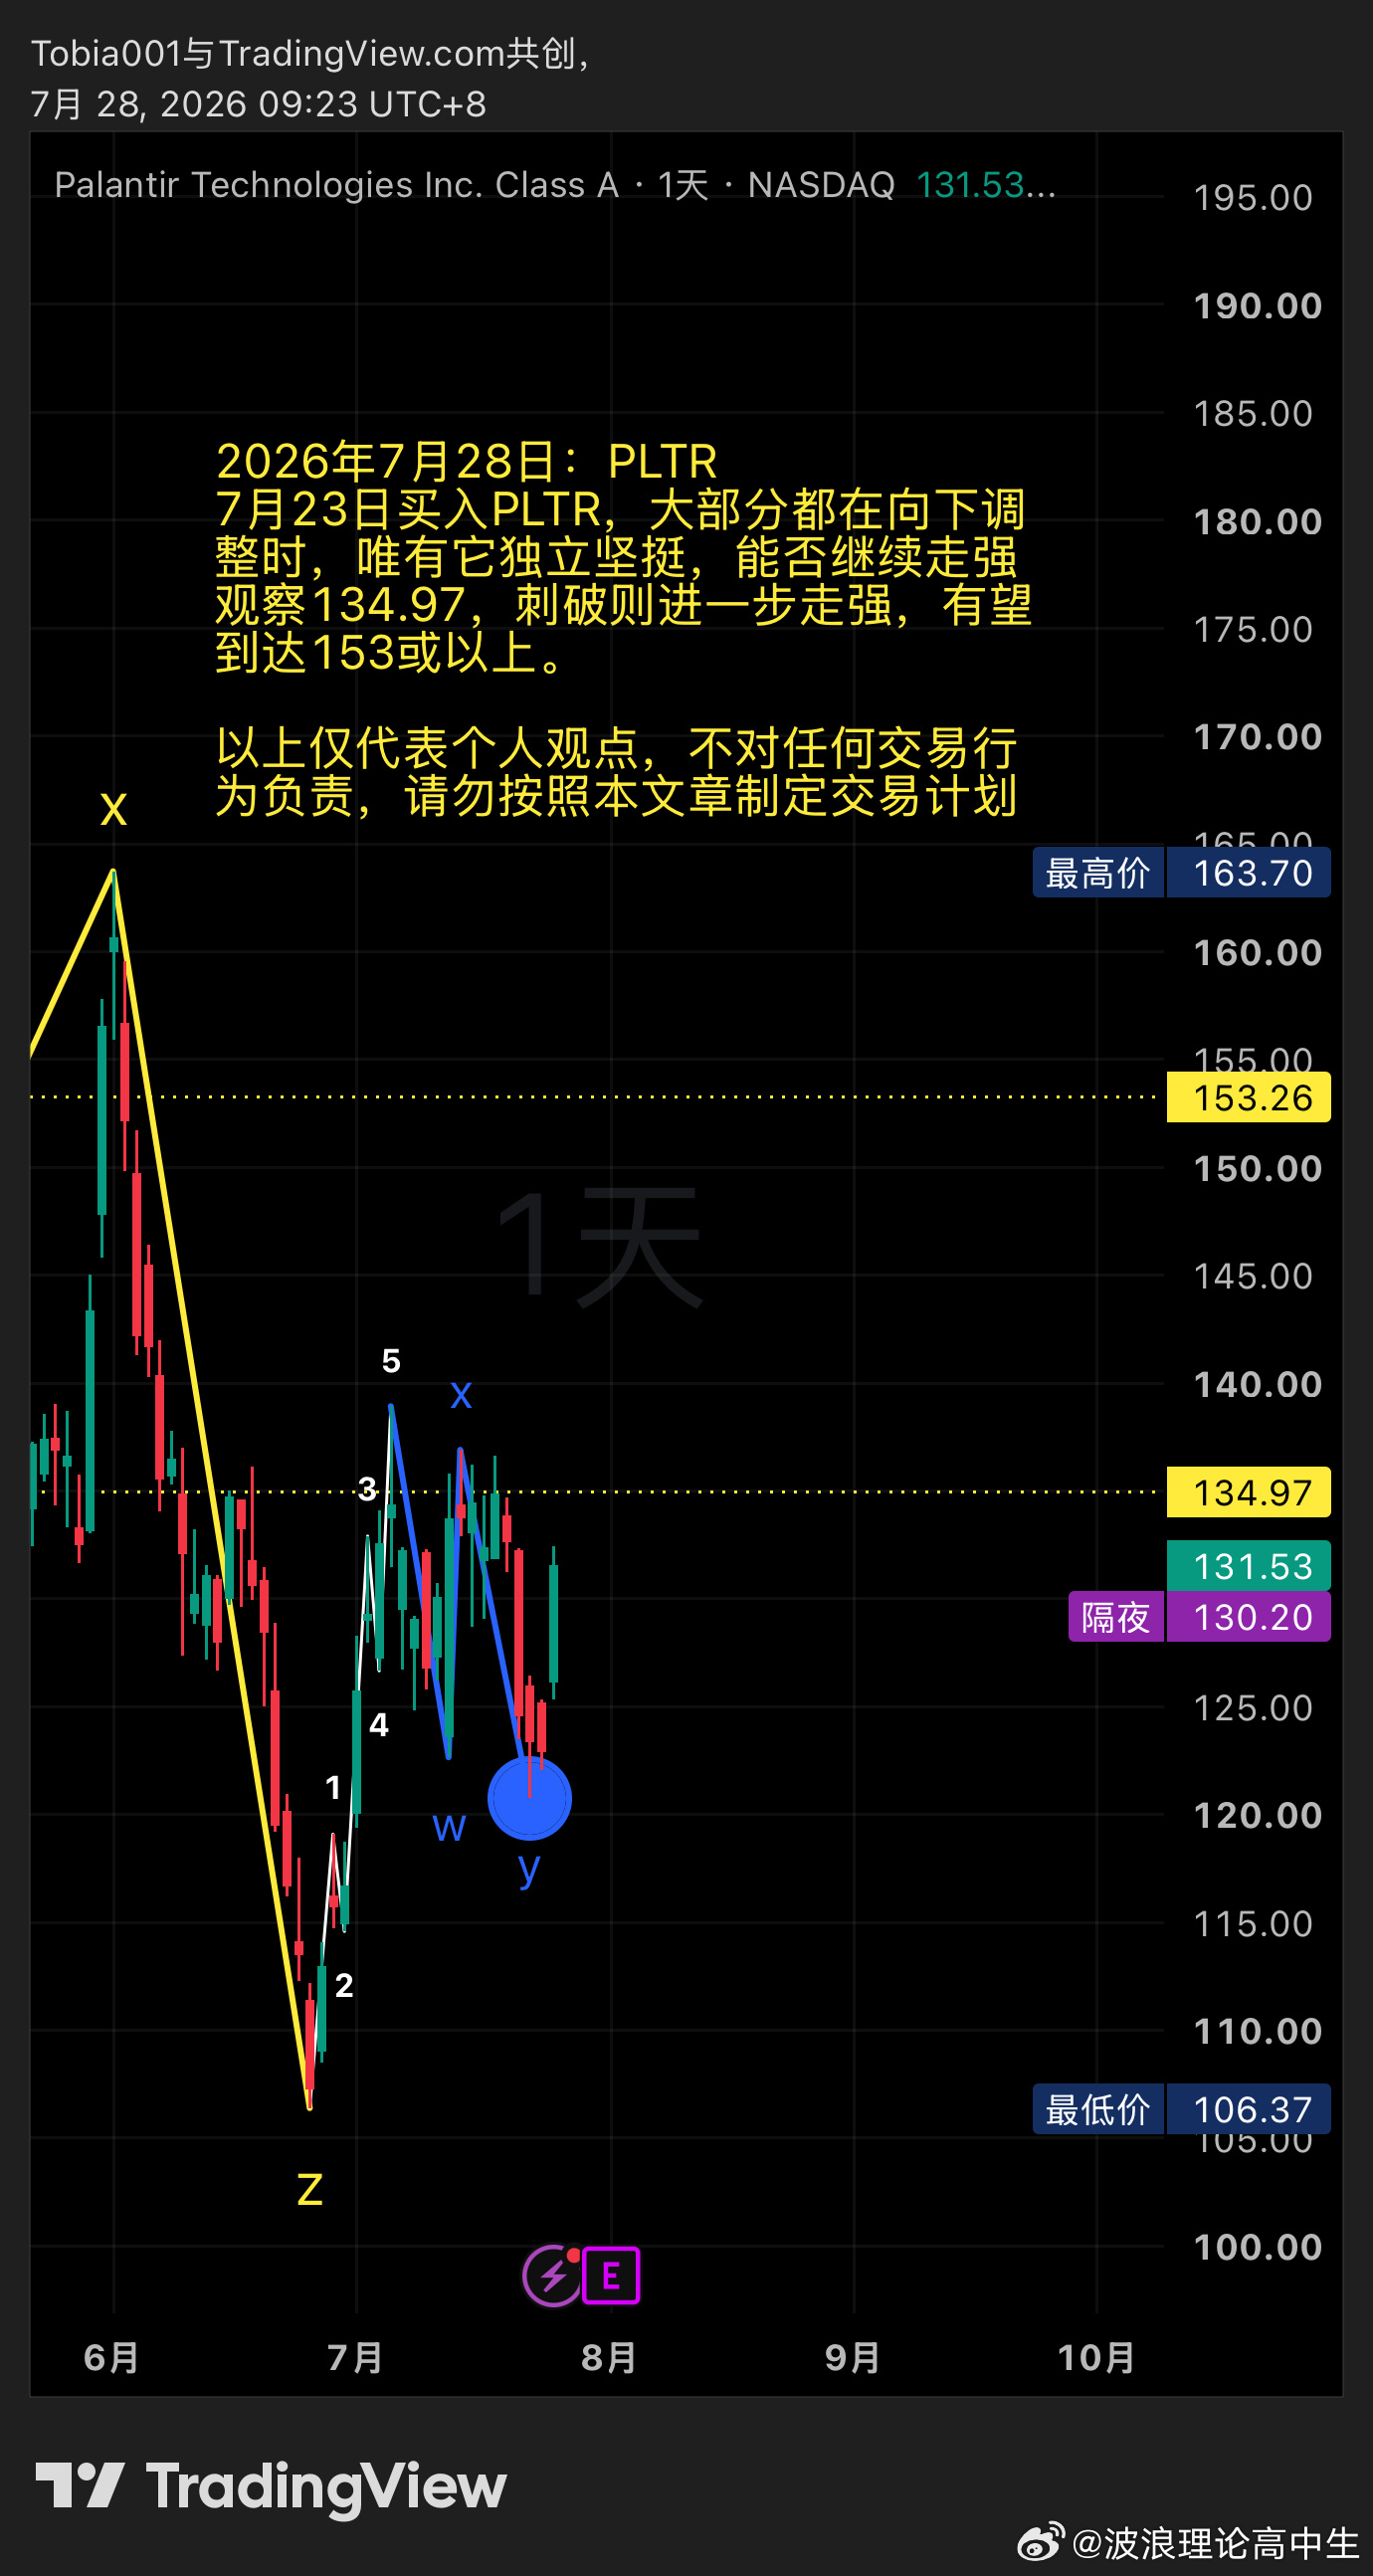 Tobia001与TradingView.com共创,
7月 28, 2026 09:23 UTC+8
Palantir Technologies Inc. Class A · 1天 · NASDAQ 131.53...
195.00
190.00
185.00
2026年7月28日：PLTR
7月23日买入PLTR，大部分都在向下调
整时，唯有它独立坚挺，能否继续走强
观察134.97，刺破则进一步走强，有望
到达153或以上。
180.00
175.00
170.00
以上仅代表个人观点，不对任何交易行
为负责，请勿按照本文章制定交易计划
X
165.00
最高价 163.70
160.00
155.00
153.26
150.00
1天
145.00
140.00
5
x
3
134.97
131.53
隔夜 130.20
125.00
4
1
120.00
w
y
115.00
2
110.00
最低价 106.37
105.00
Z
100.00
E
6月 7月 8月 9月 10月
TradingView
@波浪理论高中生